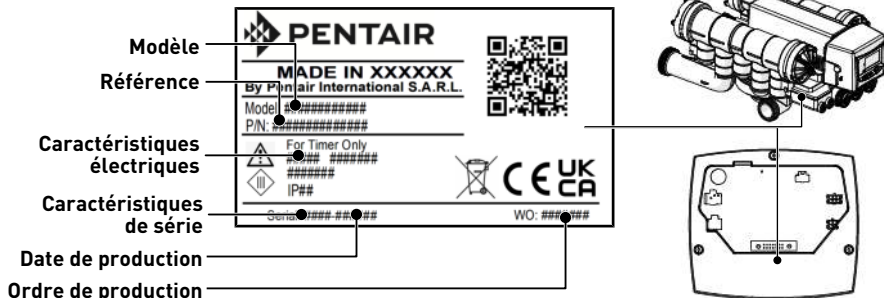 Modèle
Référence
Caractéristiques
électriques
Caractéristiques
de série
Date de production
Ordre de production
PENTAIR
MADE IN XXXXXX
By Pentair International S.A.R.L.
Model: ############
P/N: ##############
For Timer Only
##### #######
#######
IP##
III
CE UK CA
Serial: ####-######
WO: #######